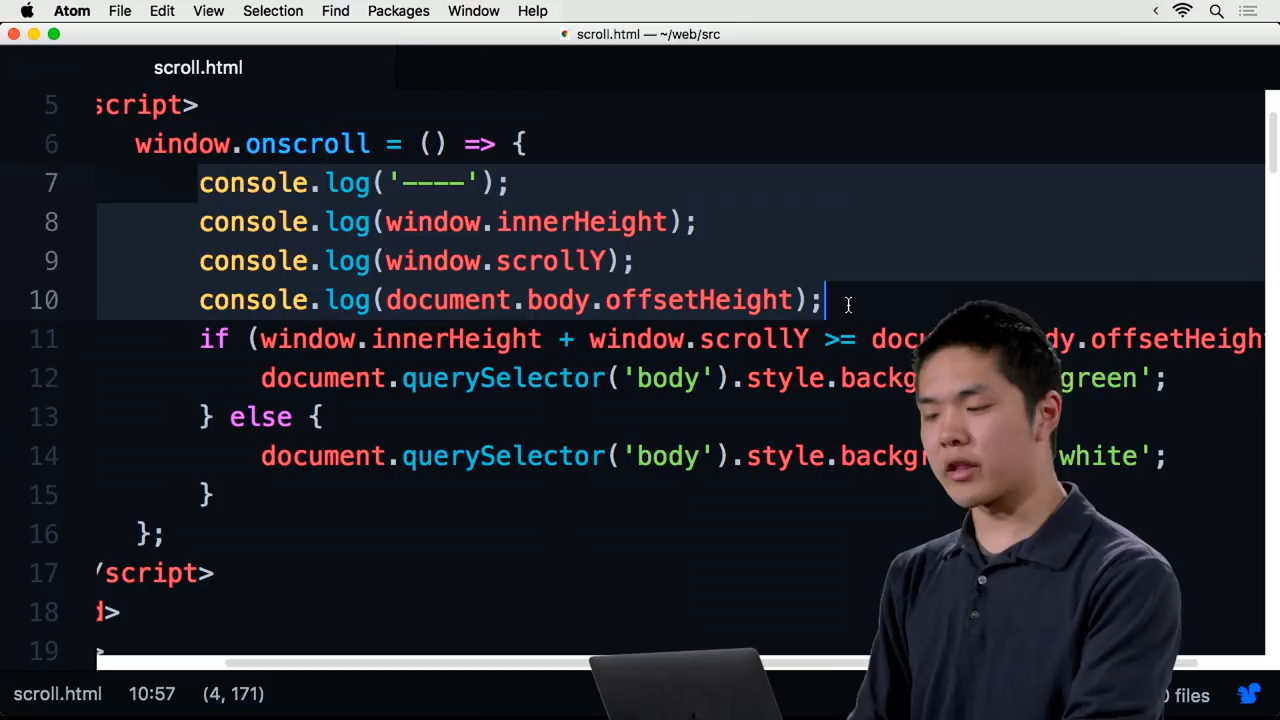 Atom File Edit View Selection Find Packages Window Help
scroll.html — ~/web/src
scroll.html
5 script>
6 window.onscroll = () => {
7 console.log('----');
8 console.log(window.innerHeight);
9 console.log(window.scrollY);
10 console.log(document.body.offsetHeight);
11 if (window.innerHeight + window.scrollY >= doc dy.offsetHeight
12 document.querySelector('body').style.backg green';
13 } else {
14 document.querySelector('body').style.backg white';
15 }
16 };
17 /script>
18 d>
19 >
scroll.html 10:57 (4, 171) 0 files